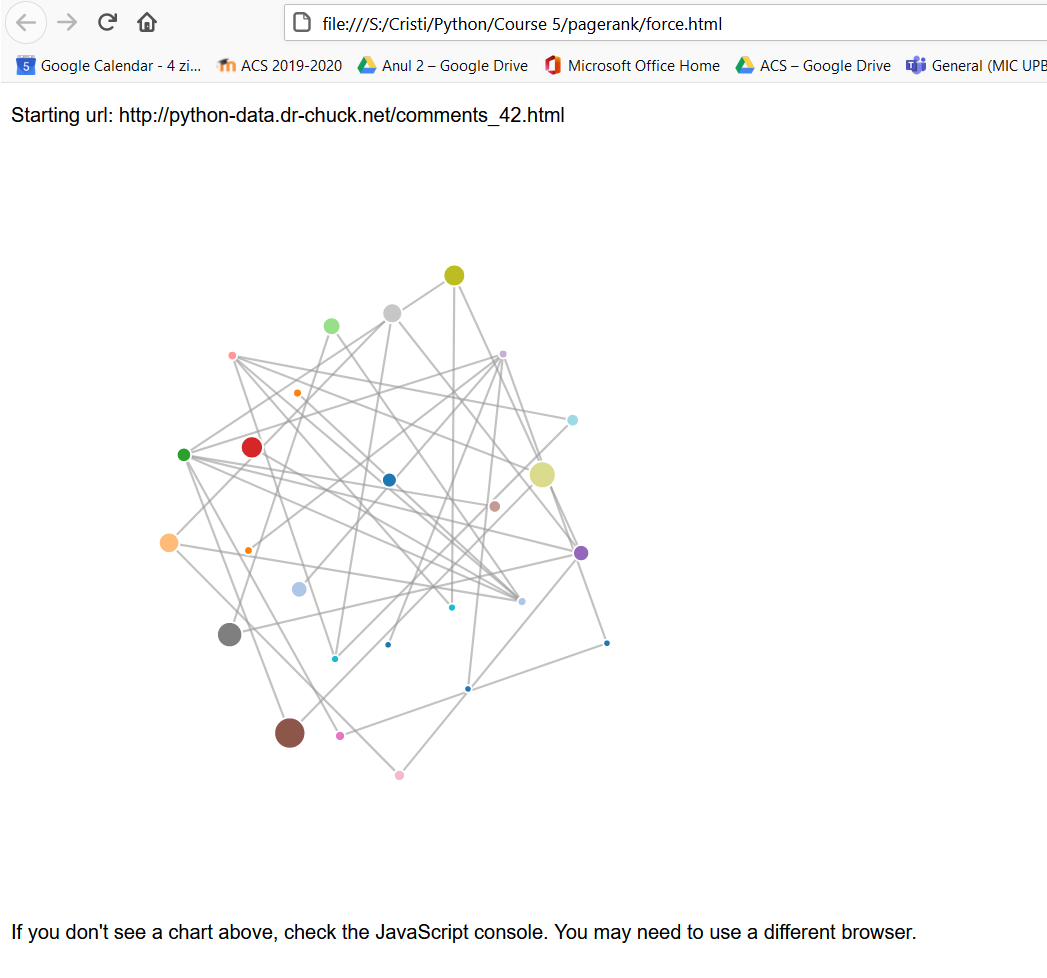 file:///S:/Cristi/Python/Course 5/pagerank/force.html
5 Google Calendar - 4 zi... ACS 2019-2020 Anul 2 – Google Drive Microsoft Office Home ACS – Google Drive General (MIC UPB
Starting url: http://python-data.dr-chuck.net/comments_42.html
If you don't see a chart above, check the JavaScript console. You may need to use a different browser.